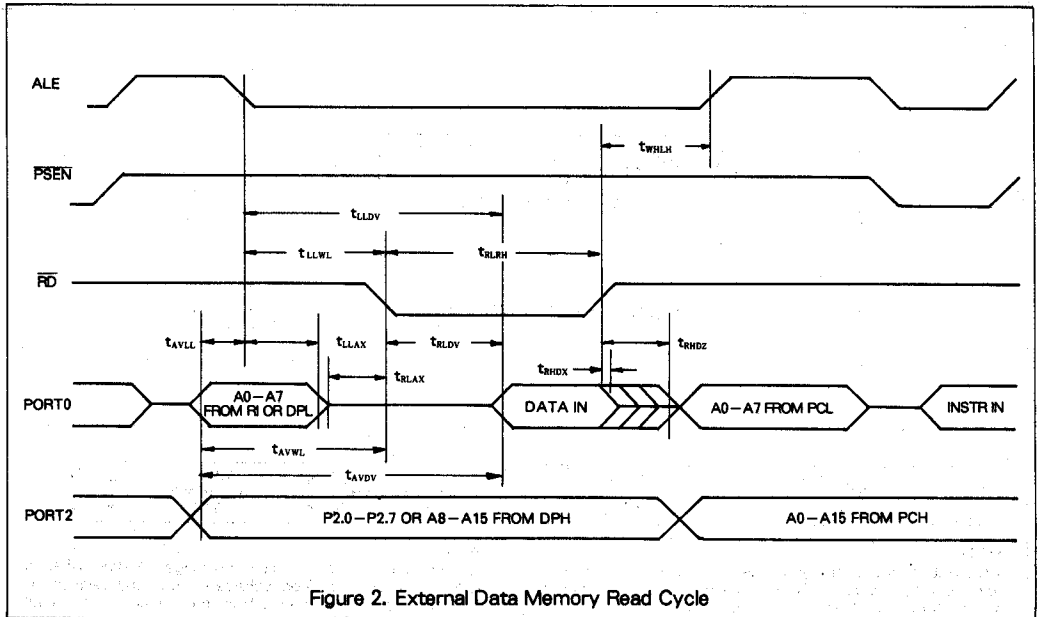 ALE
tWHLH
PSEN
tLLDV
tLLWL
tRLRH
RD
tAVLL
tLLAX
tRLDV
tRHDZ
tRHDX
tRLAX
PORT0
A0-A7
FROM RI OR DPL
DATA IN
A0-A7 FROM PCL
INSTR IN
tAVWL
tAVDV
PORT2
P2.0-P2.7 OR A8-A15 FROM DPH
A0-A15 FROM PCH
Figure 2. External Data Memory Read Cycle